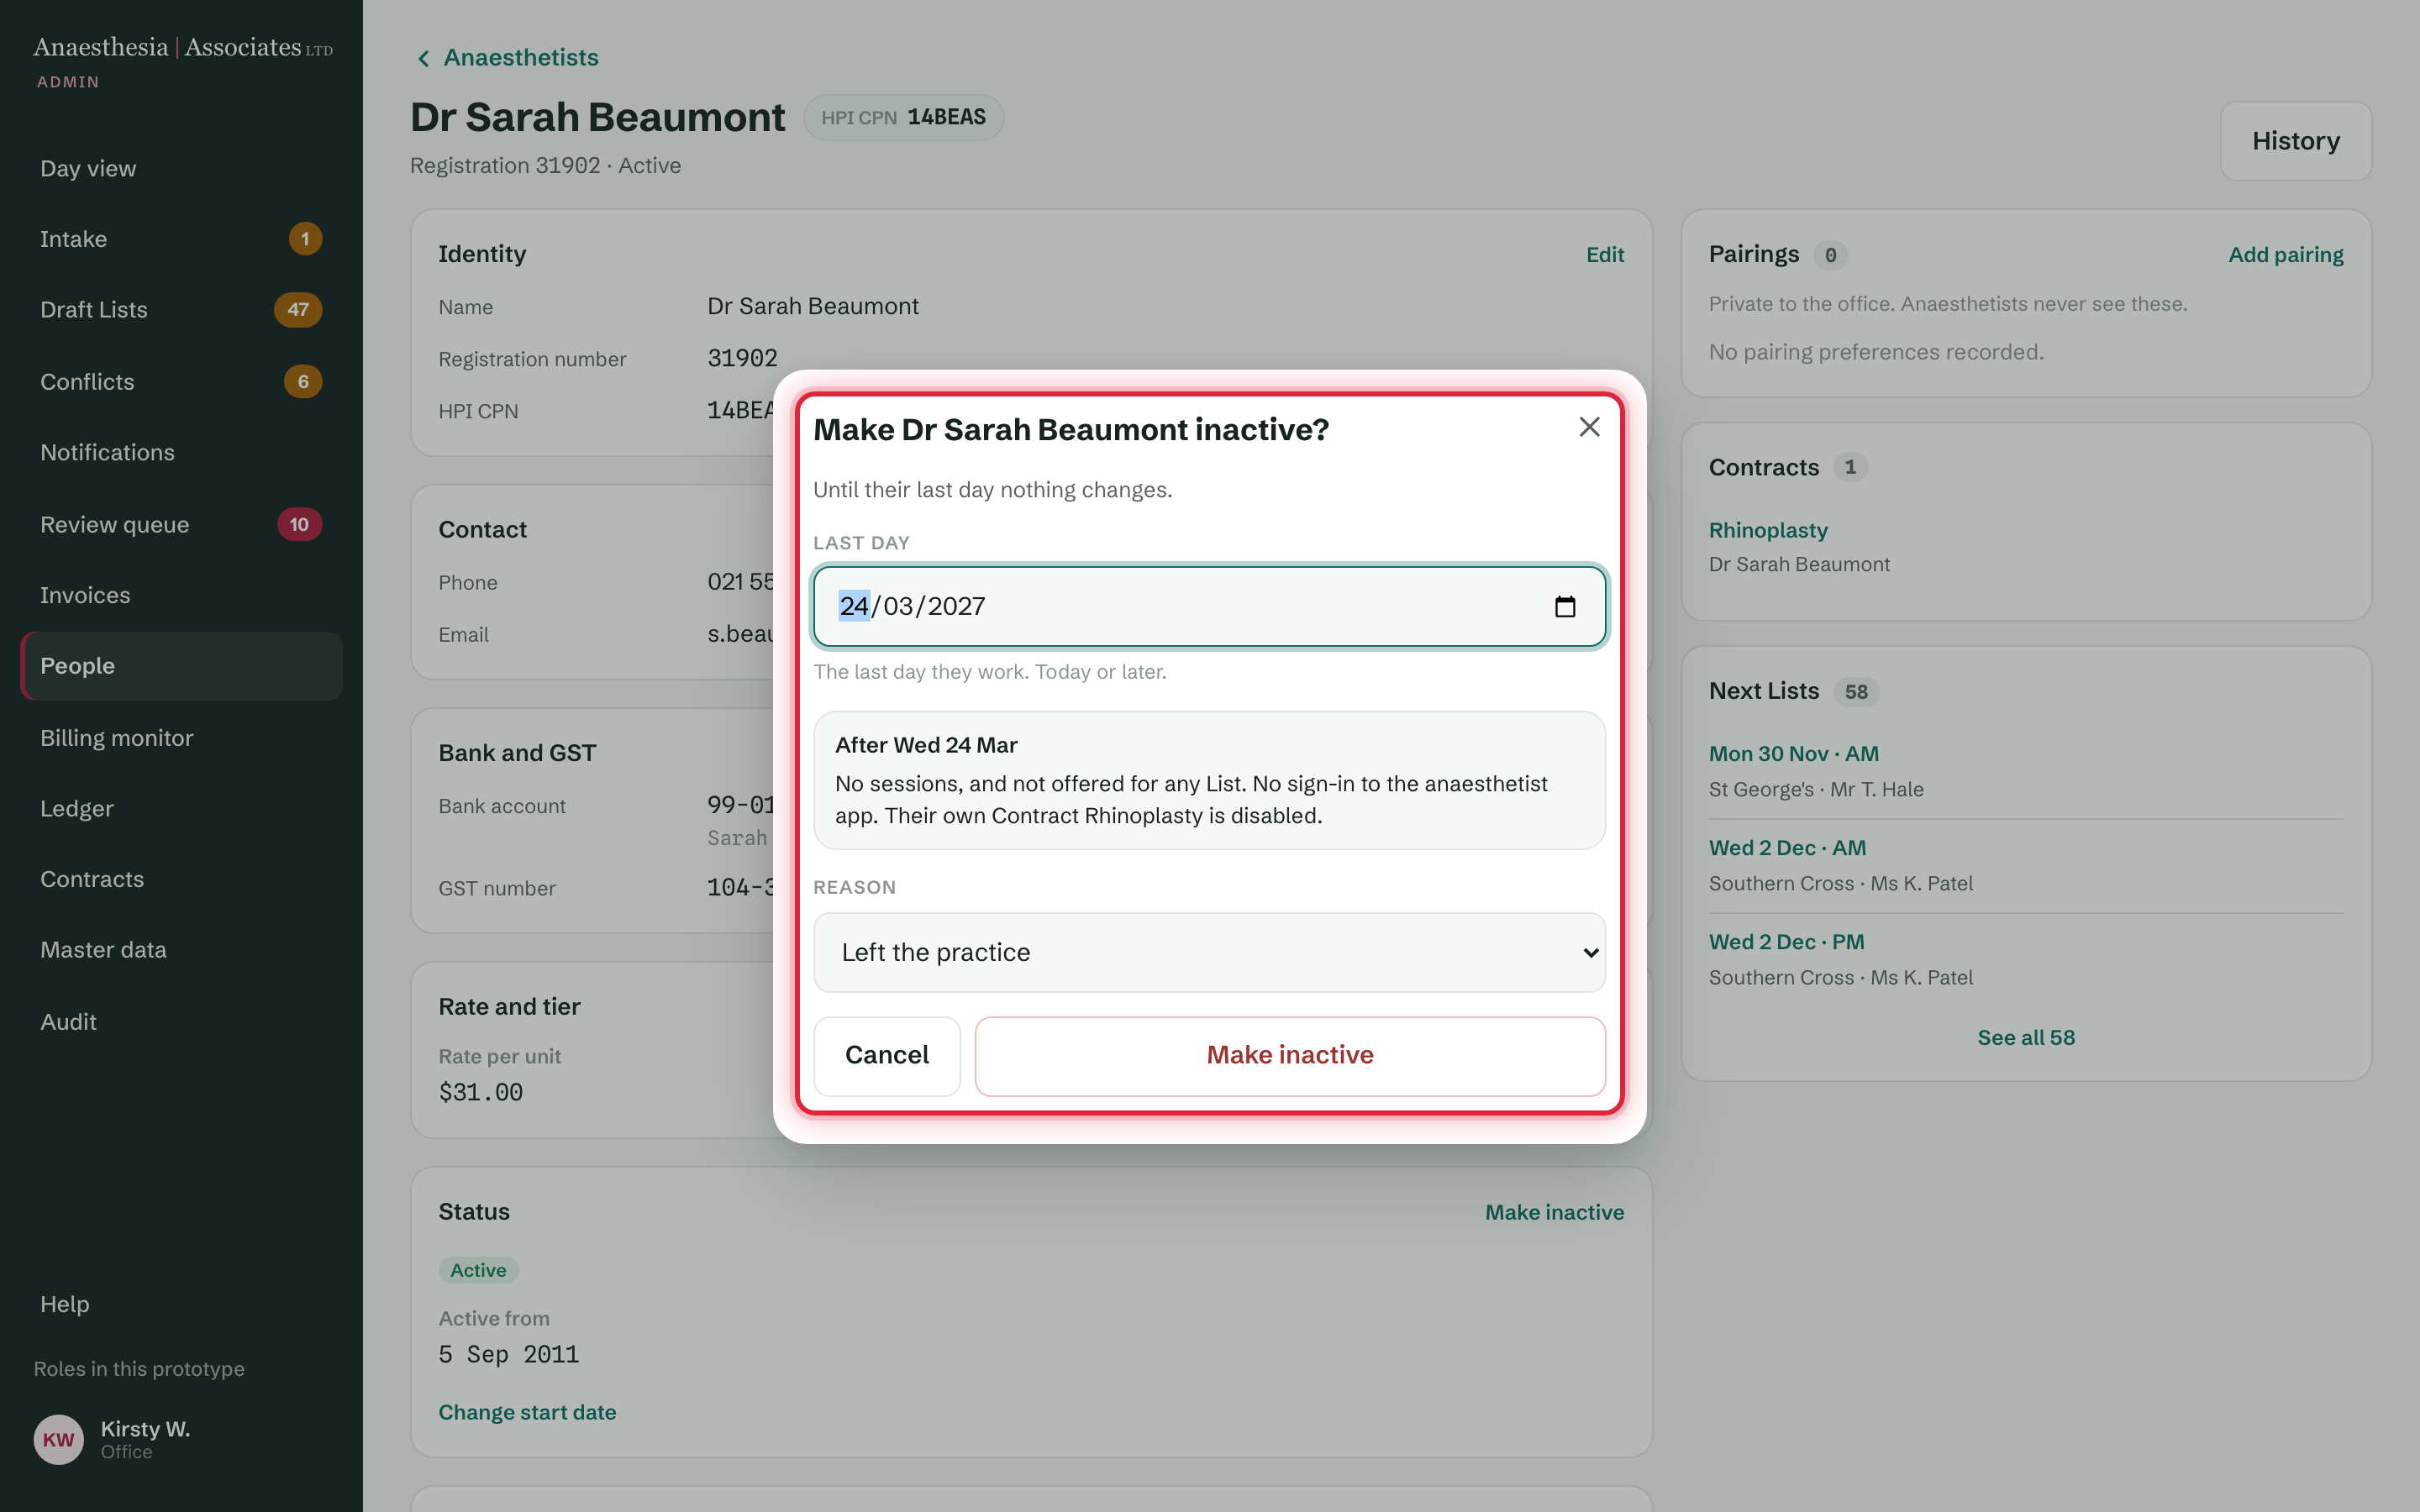 Anaesthesia | Associates LTD
ADMIN
Day view
Intake 1
Draft Lists 47
Conflicts 6
Notifications
Review queue 10
Invoices
People
Billing monitor
Ledger
Contracts
Master data
Audit
Help
Roles in this prototype
KW
Kirsty W.
Office
Anaesthetists
Dr Sarah Beaumont HPI CPN 14BEAS
Registration 31902 · Active
History
Identity Edit
Name Dr Sarah Beaumont
Registration number 31902
HPI CPN
Contact
Phone 021
Email
Bank and GST
Bank account
Sarah
GST number
Rate and tier
Rate per unit
$31.00
Status Make inactive
Active
Active from
5 Sep 2011
Change start date
Make Dr Sarah Beaumont inactive?
Until their last day nothing changes.
LAST DAY
24/03/2027
The last day they work. Today or later.
After Wed 24 Mar
No sessions, and not offered for any List. No sign-in to the anaesthetist
app. Their own Contract Rhinoplasty is disabled.
REASON
Left the practice
Cancel Make inactive
Pairings 0 Add pairing
Private to the office. Anaesthetists never see these.
No pairing preferences recorded.
Contracts 1
Rhinoplasty
Dr Sarah Beaumont
Next Lists 58
Mon 30 Nov · AM
St George's · Mr T. Hale
Wed 2 Dec · AM
Southern Cross · Ms K. Patel
Wed 2 Dec · PM
Southern Cross · Ms K. Patel
See all 58